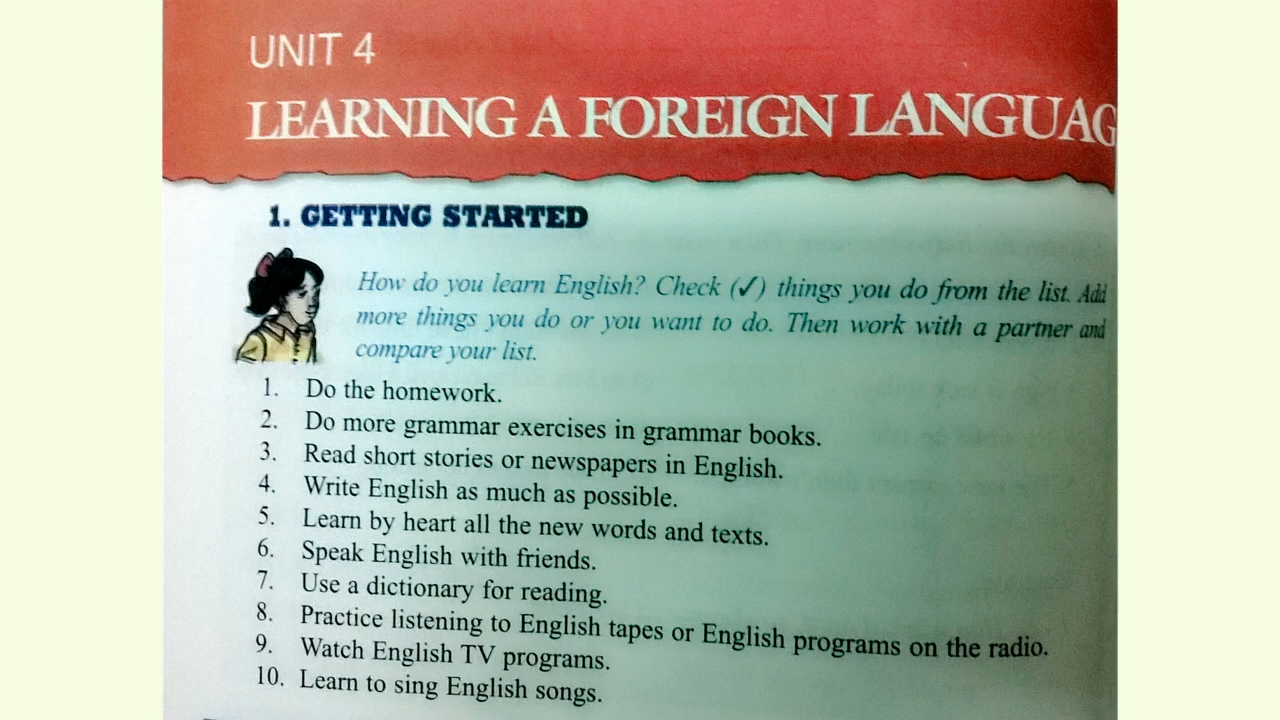 UNIT 4
LEARNING A FOREIGN LANGUAG
1. GETTING STARTED
How do you learn English? Check (✓) things you do from the list. Add
more things you do or you want to do. Then work with a partner and
compare your list.
1. Do the homework.
2. Do more grammar exercises in grammar books.
3. Read short stories or newspapers in English.
4. Write English as much as possible.
5. Learn by heart all the new words and texts.
6. Speak English with friends.
7. Use a dictionary for reading.
8. Practice listening to English tapes or English programs on the radio.
9. Watch English TV programs.
10. Learn to sing English songs.